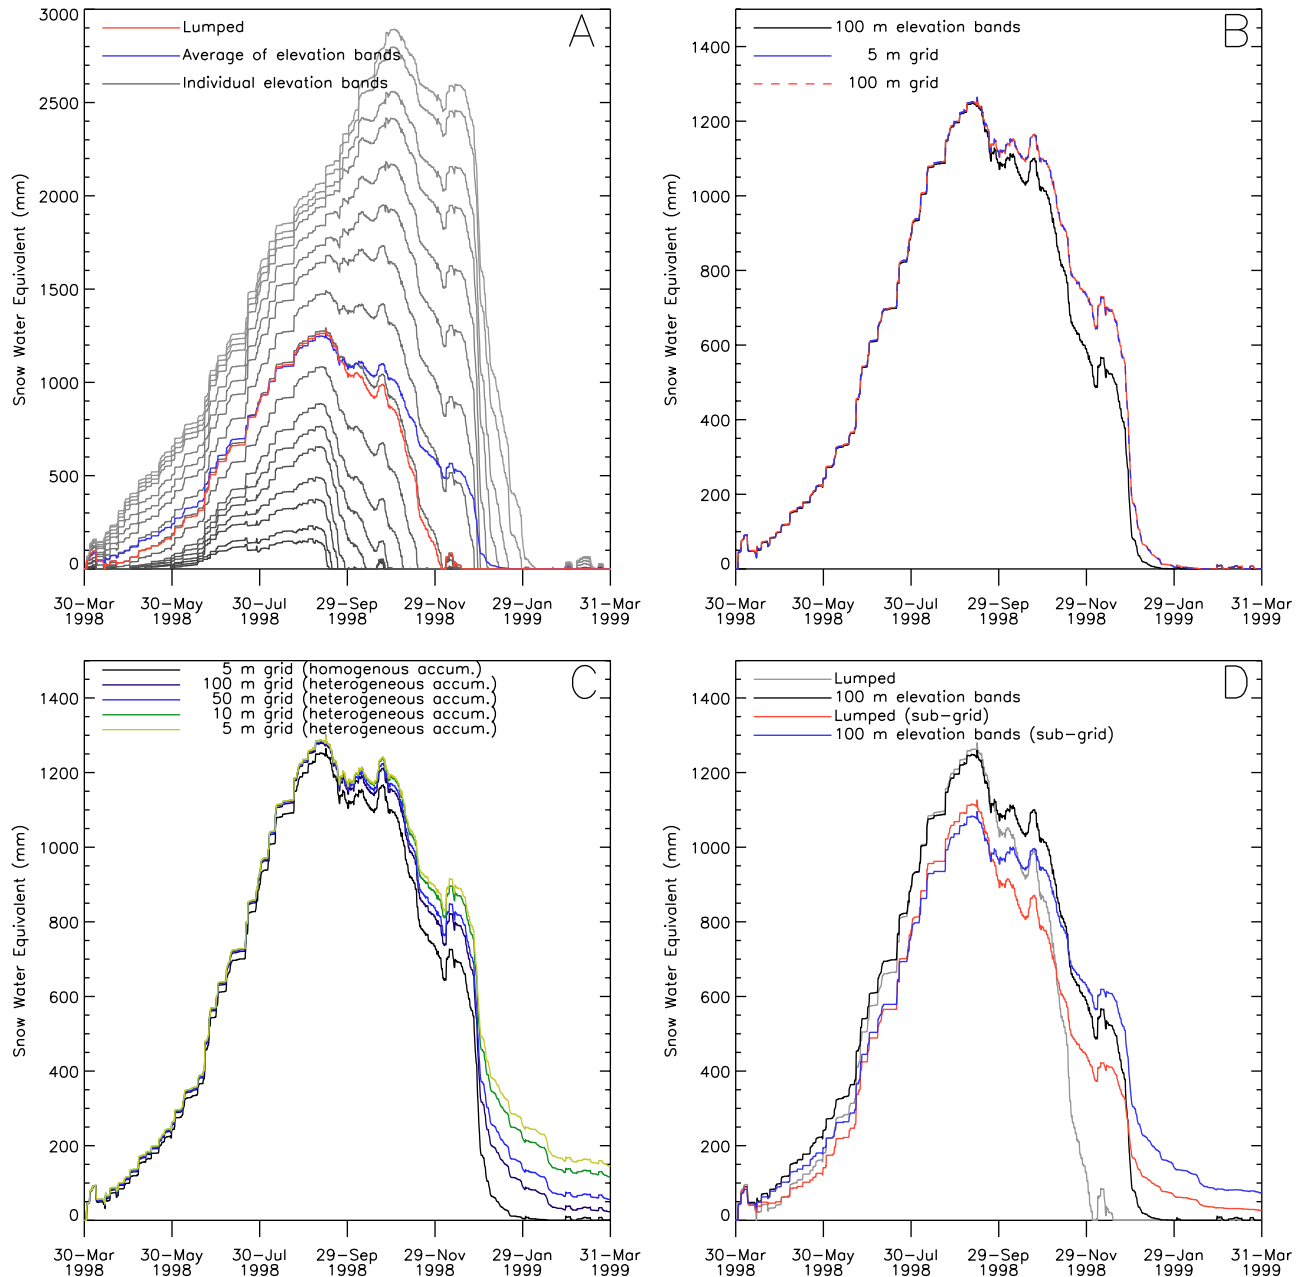 A
Lumped
Average of elevation bands
Individual elevation bands
Snow Water Equivalent (mm)
3000
2500
2000
1500
1000
500
0
30-Mar 1998
30-May 1998
30-Jul 1998
29-Sep 1998
29-Nov 1998
29-Jan 1999
31-Mar 1999
B
100 m elevation bands
5 m grid
100 m grid
Snow Water Equivalent (mm)
1400
1200
1000
800
600
400
200
0
30-Mar 1998
30-May 1998
30-Jul 1998
29-Sep 1998
29-Nov 1998
29-Jan 1999
31-Mar 1999
C
5 m grid (homogenous accum.)
100 m grid (heterogeneous accum.)
50 m grid (heterogeneous accum.)
10 m grid (heterogeneous accum.)
5 m grid (heterogeneous accum.)
Snow Water Equivalent (mm)
1400
1200
1000
800
600
400
200
0
30-Mar 1998
30-May 1998
30-Jul 1998
29-Sep 1998
29-Nov 1998
29-Jan 1999
31-Mar 1999
D
Lumped
100 m elevation bands
Lumped (sub-grid)
100 m elevation bands (sub-grid)
Snow Water Equivalent (mm)
1400
1200
1000
800
600
400
200
0
30-Mar 1998
30-May 1998
30-Jul 1998
29-Sep 1998
29-Nov 1998
29-Jan 1999
31-Mar 1999